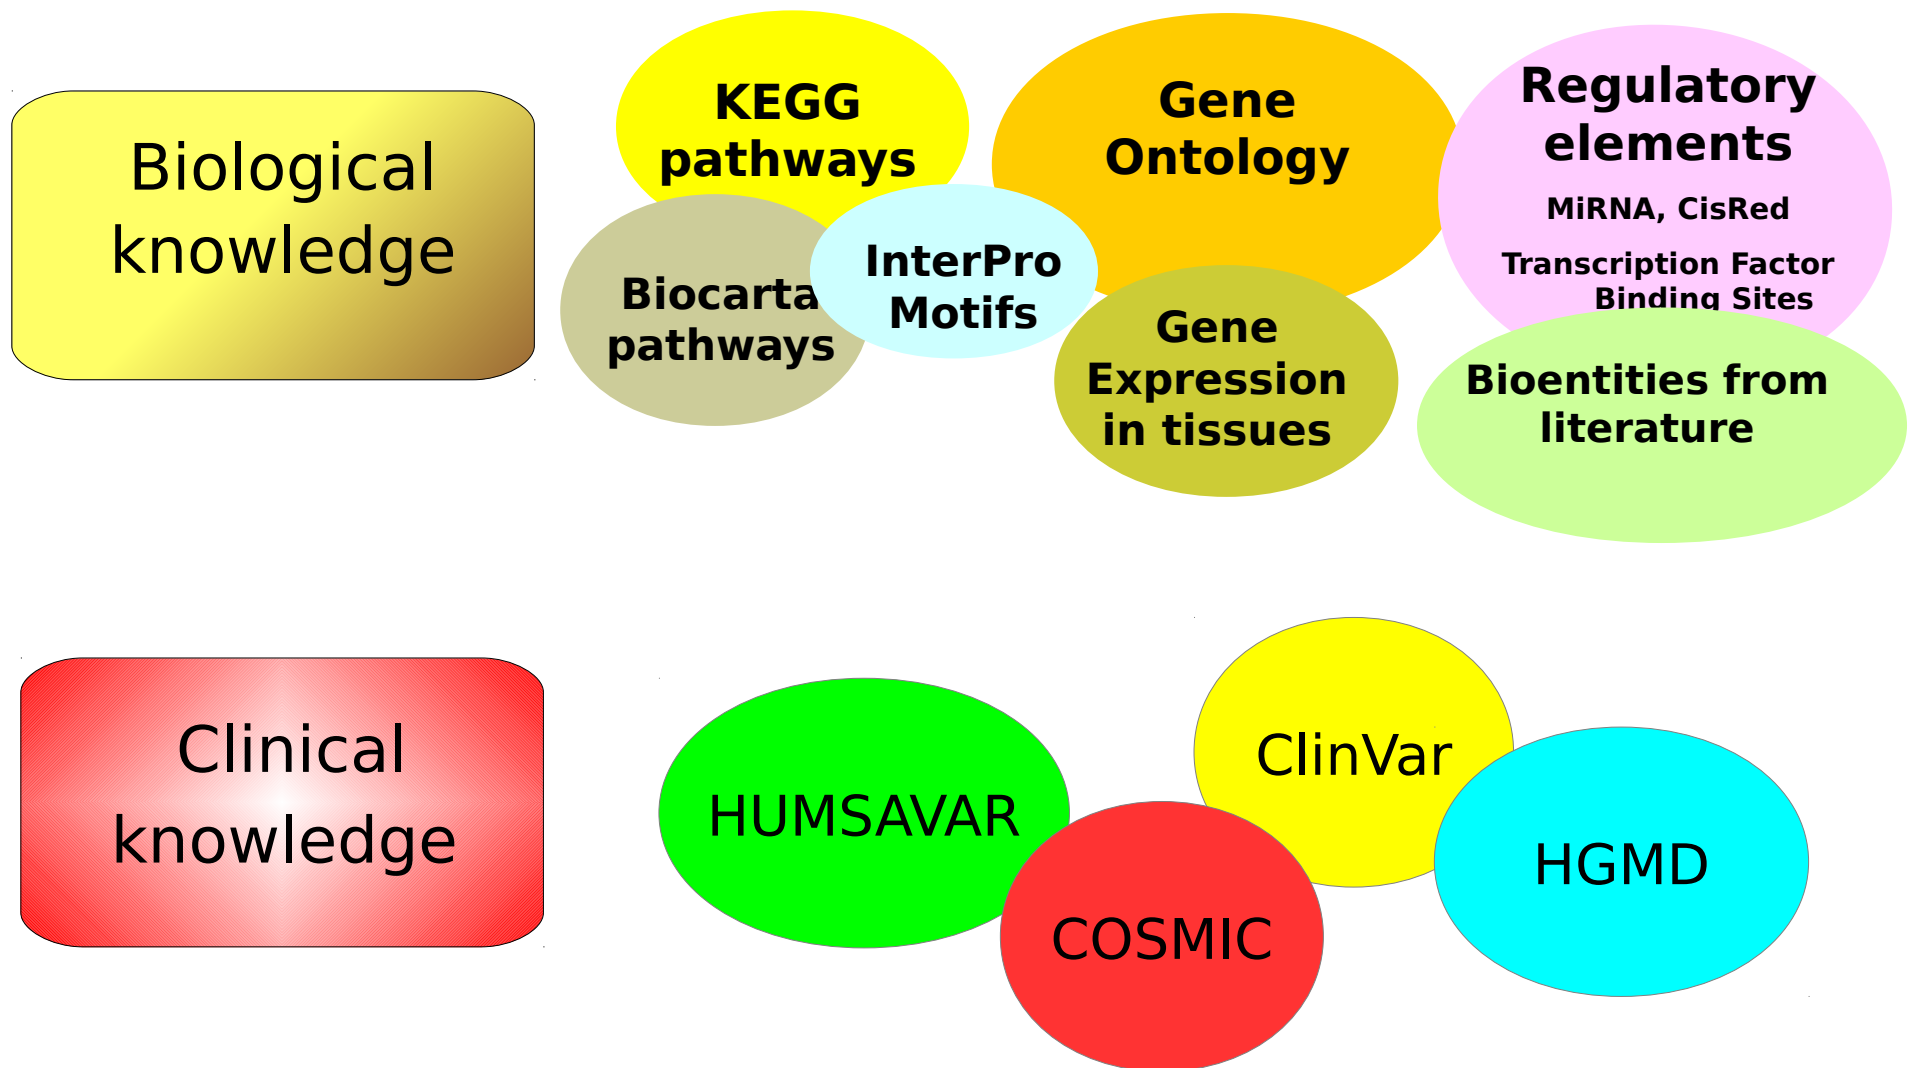 Biological
knowledge
KEGG
pathways
Gene
Ontology
Regulatory
elements
MiRNA, CisRed
Transcription Factor
Binding Sites
Biocarta
pathways
InterPro
Motifs
Gene
Expression
in tissues
Bioentities from
literature
Clinical
knowledge
HUMSAVAR
COSMIC
ClinVar
HGMD